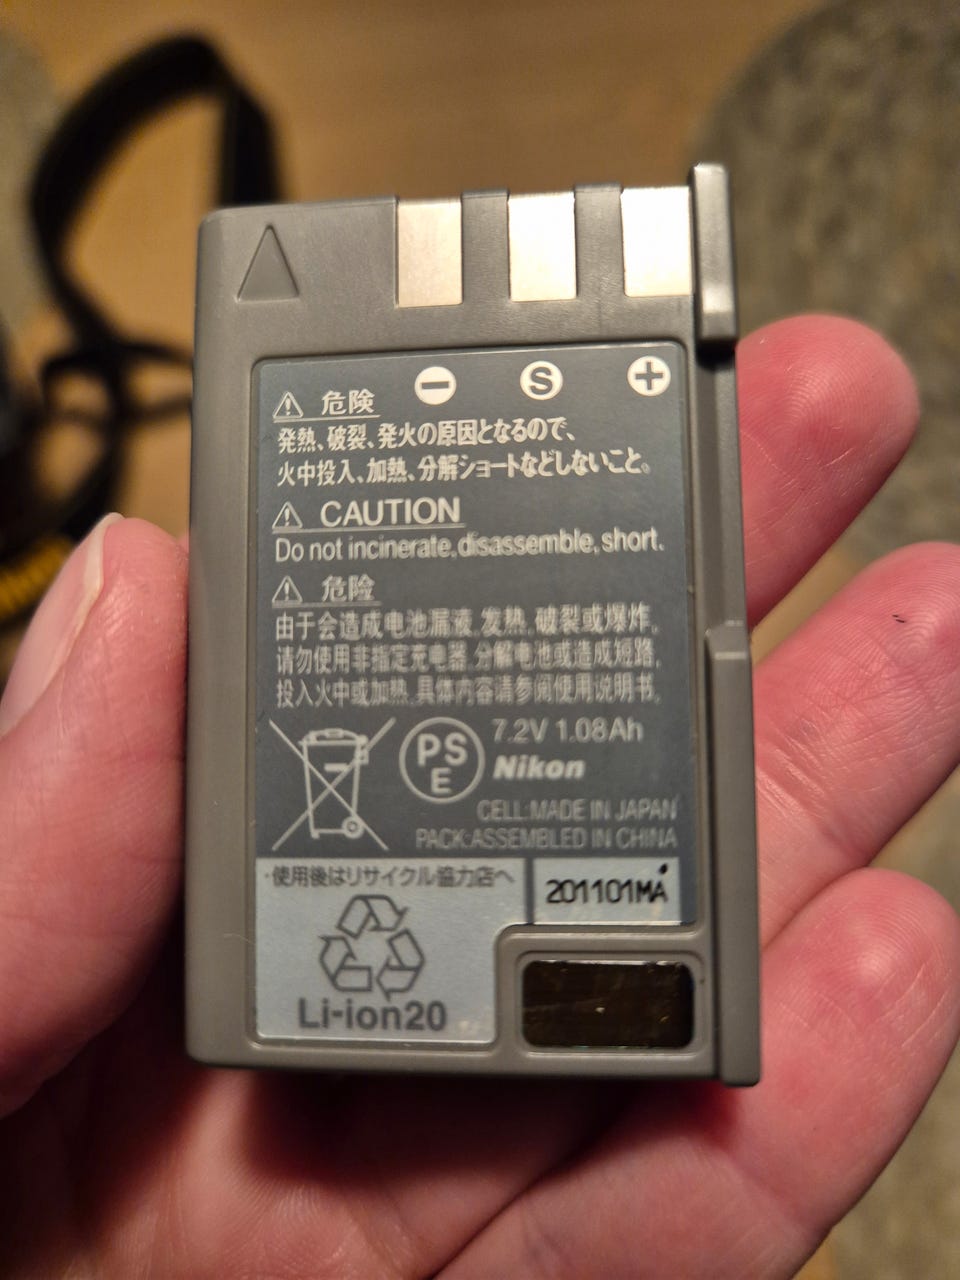 − S +
危険
発熱、破裂、発火の原因となるので、
火中投入、加熱、分解ショートなどしないこと。
CAUTION
Do not incinerate,disassemble,short.
危险
由于会造成电池漏液,发热,破裂或爆炸,
请勿使用非指定充电器,分解电池或造成短路,
投入火中或加热,具体内容请参阅使用说明书.
PS
E
7.2V 1.08Ah
Nikon
CELL:MADE IN JAPAN
PACK:ASSEMBLED IN CHINA
・使用後はリサイクル協力店へ
201101MA
Li-ion20